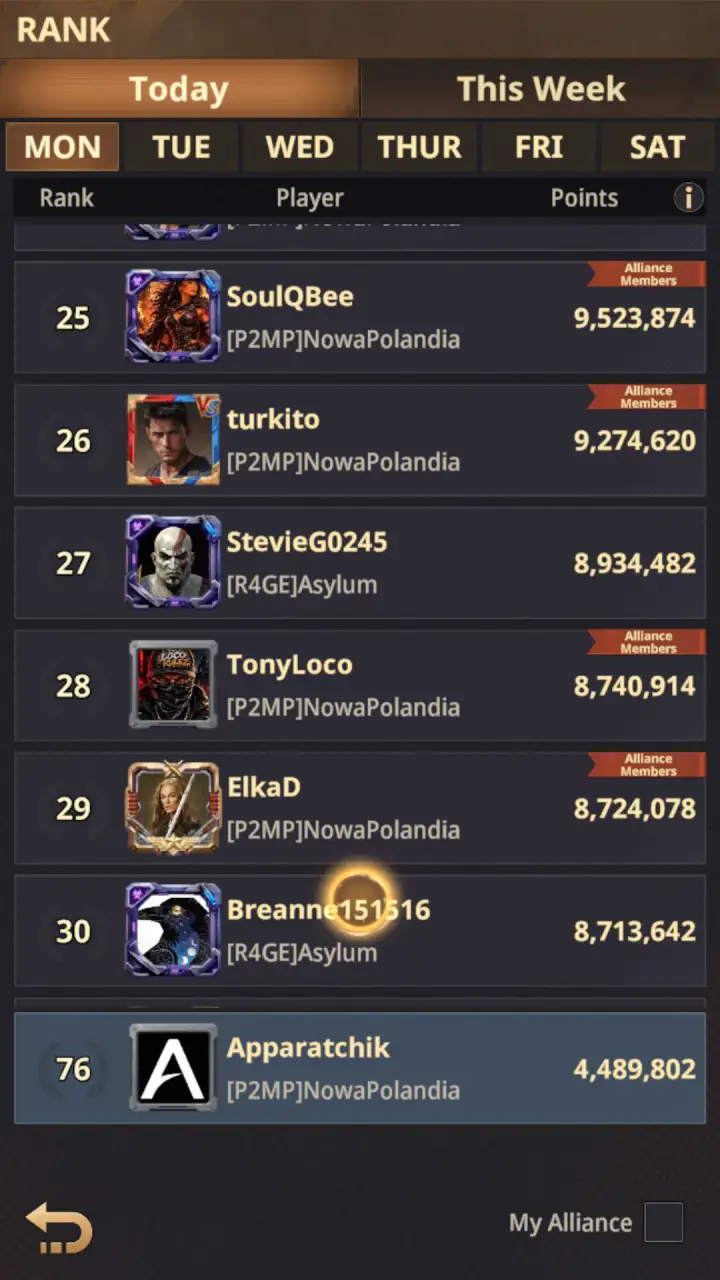 RANK
Today
This Week
MON
TUE
WED
THUR
FRI
SAT
Rank
Player
Points
i
Alliance
Members
25
SoulQBee
9,523,874
[P2MP]NowaPolandia
Alliance
Members
VS
26
turkito
9,274,620
[P2MP]NowaPolandia
27
StevieG0245
8,934,482
[R4GE]Asylum
Alliance
Members
28
TonyLoco
8,740,914
[P2MP]NowaPolandia
Alliance
Members
29
ElkaD
8,724,078
[P2MP]NowaPolandia
30
Breanne151516
8,713,642
[R4GE]Asylum
76
Apparatchik
4,489,802
[P2MP]NowaPolandia
My Alliance